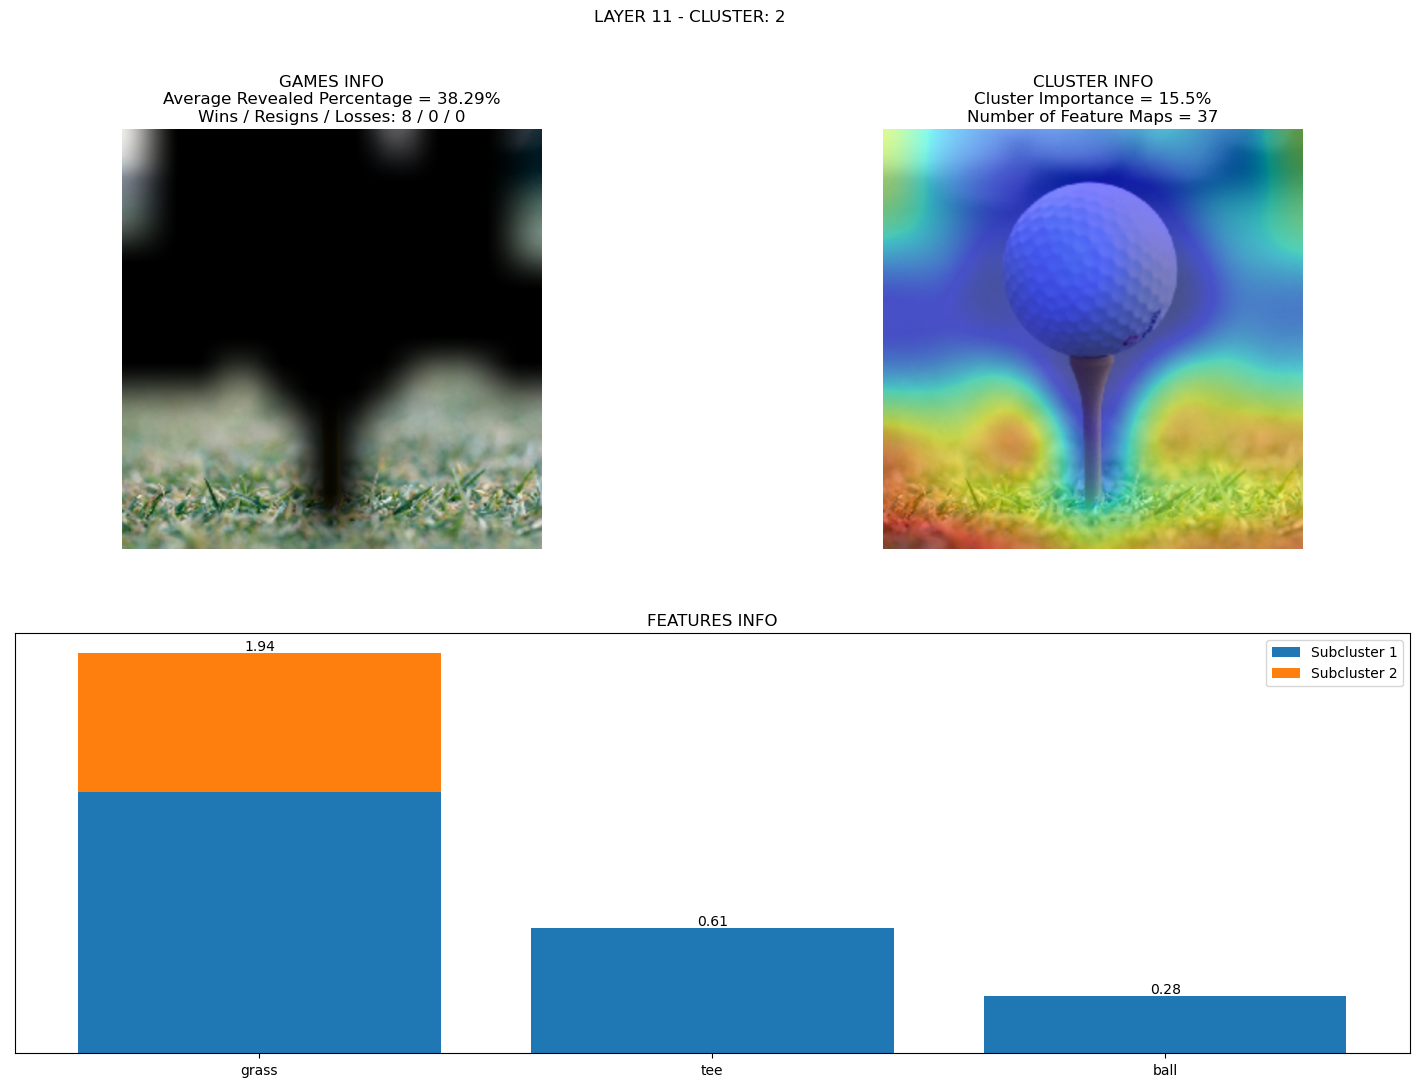 LAYER 11 - CLUSTER: 2
GAMES INFO
Average Revealed Percentage = 38.29%
Wins / Resigns / Losses: 8 / 0 / 0
CLUSTER INFO
Cluster Importance = 15.5%
Number of Feature Maps = 37
FEATURES INFO
1.94
0.61
0.28
Subcluster 1
Subcluster 2
grass
tee
ball